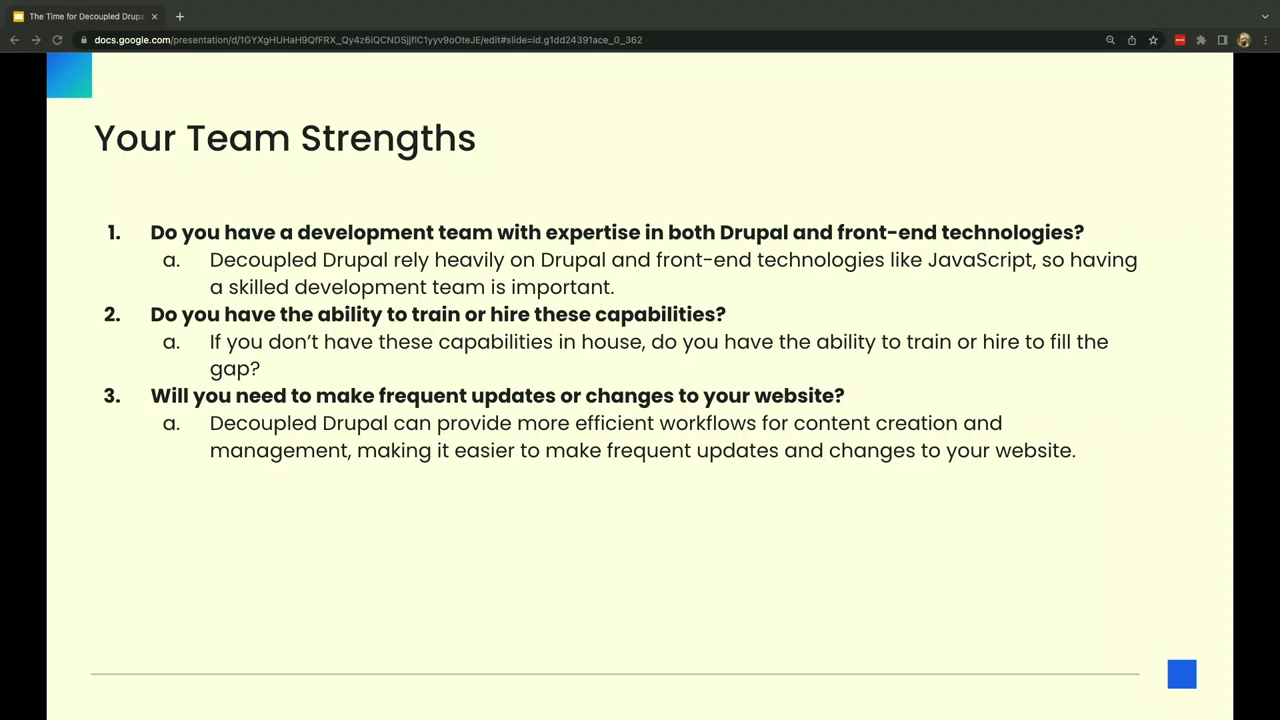 The Time for Decoupled Drup
docs.google.com/presentation/d/1GYXgHUHaH9QfFRX_Qy4z6iQCNDSjjflC1yyv9oOteJE/edit#slide=id.g1dd24391ace_0_362
Your Team Strengths
1. Do you have a development team with expertise in both Drupal and front-end technologies?
a. Decoupled Drupal rely heavily on Drupal and front-end technologies like JavaScript, so having
a skilled development team is important.
2. Do you have the ability to train or hire these capabilities?
a. If you don't have these capabilities in house, do you have the ability to train or hire to fill the
gap?
3. Will you need to make frequent updates or changes to your website?
a. Decoupled Drupal can provide more efficient workflows for content creation and
management, making it easier to make frequent updates and changes to your website.